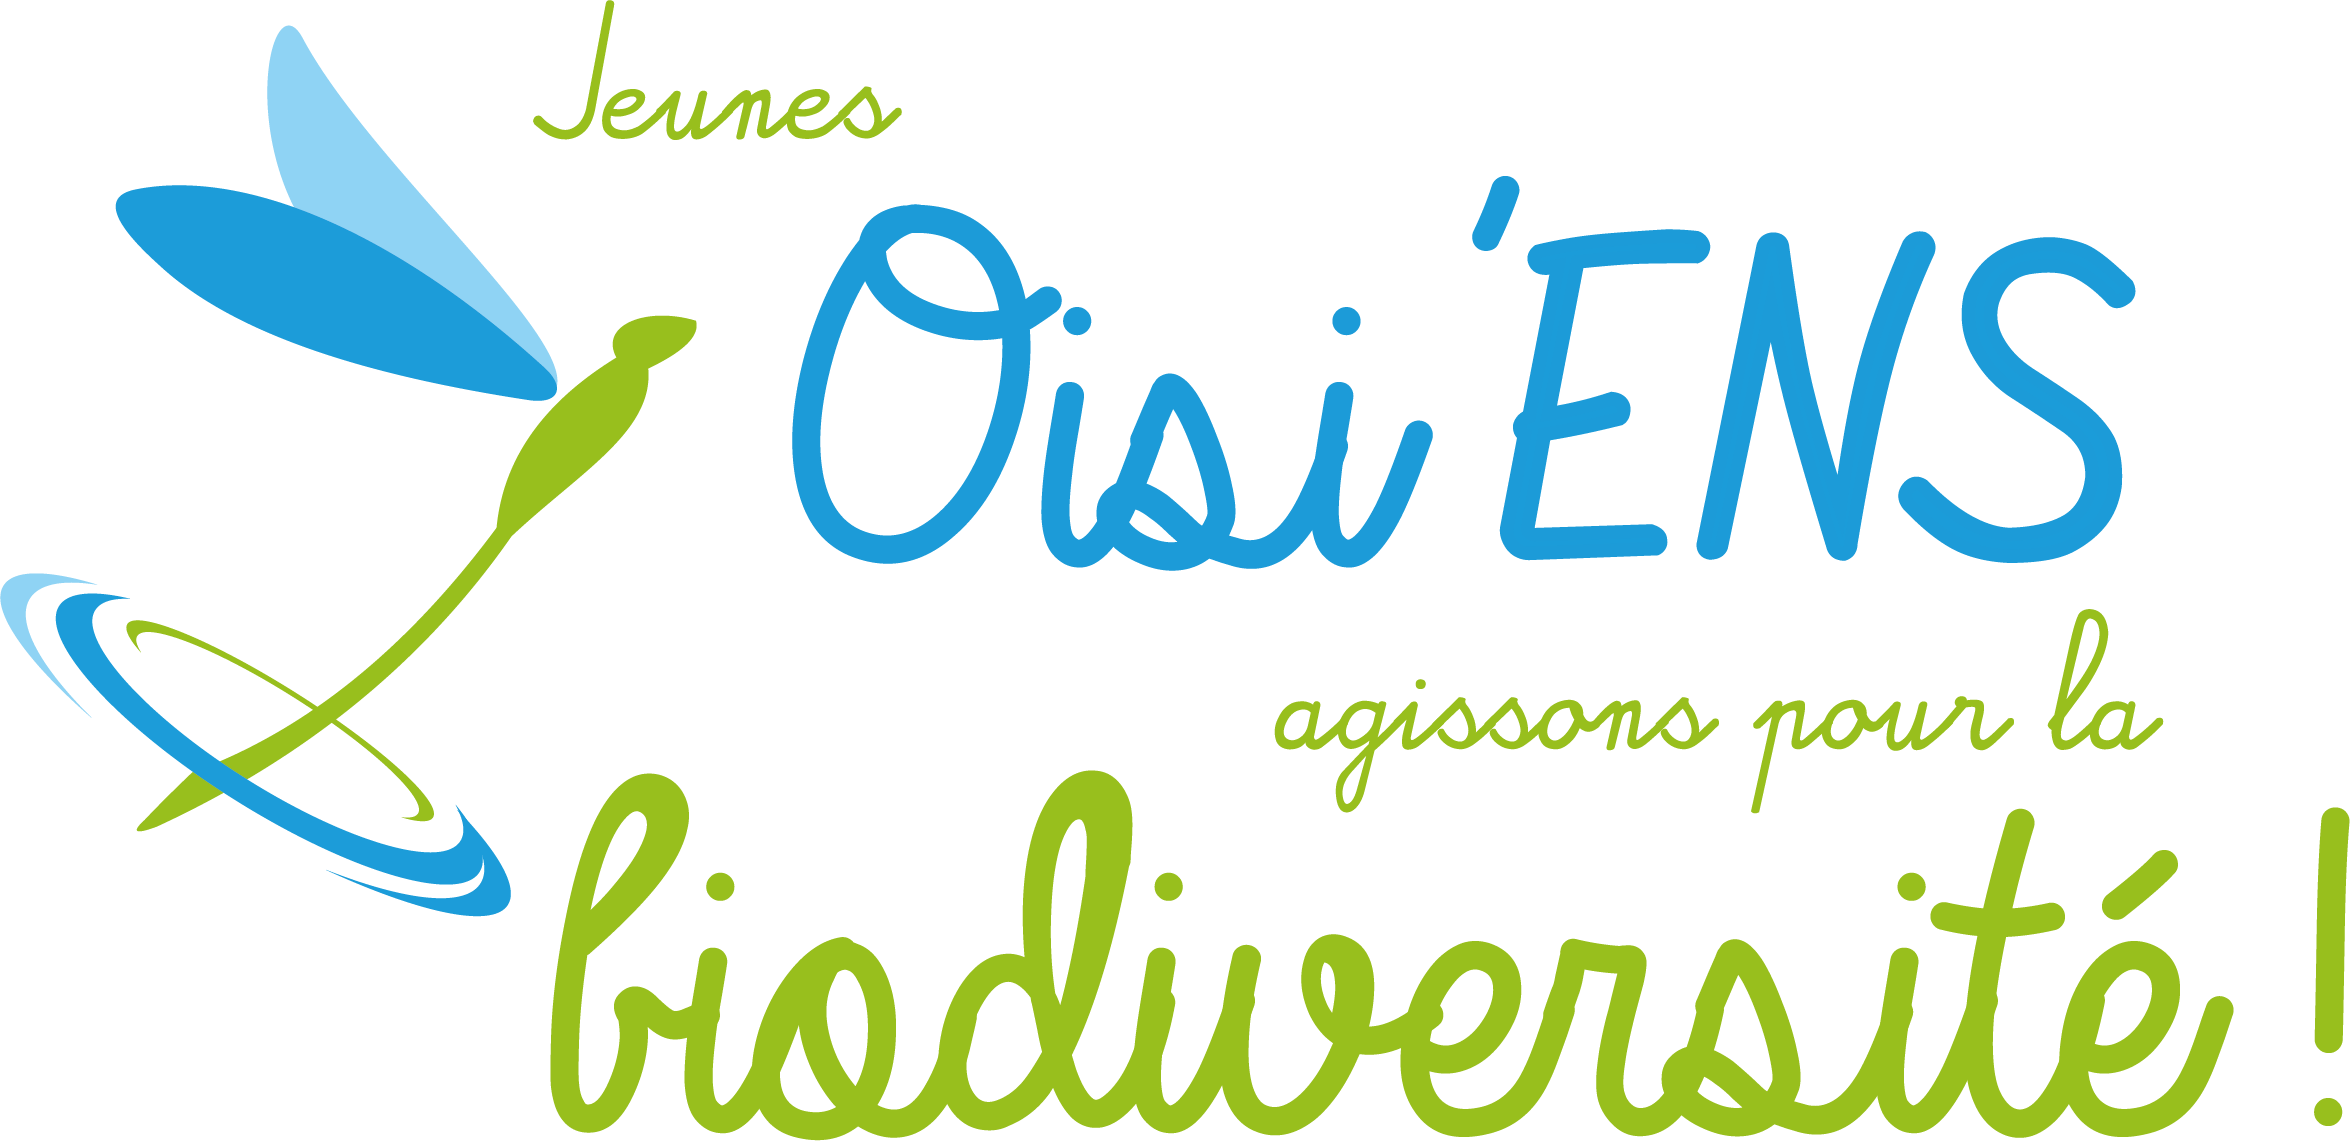 Jeunes
Oisi'ENS
agissons pour la
biodiversité !